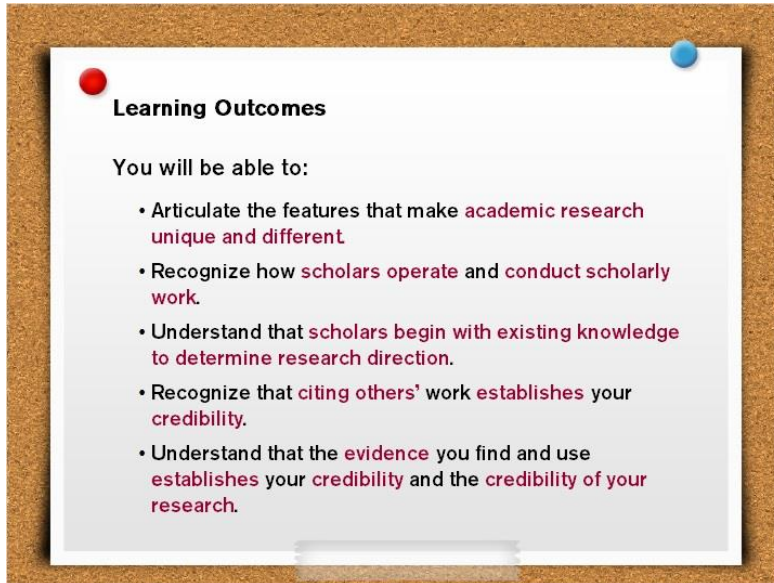 Learning Outcomes
You will be able to:
• Articulate the features that make academic research
unique and different.
• Recognize how scholars operate and conduct scholarly
work.
• Understand that scholars begin with existing knowledge
to determine research direction.
• Recognize that citing others’ work establishes your
credibility.
• Understand that the evidence you find and use
establishes your credibility and the credibility of your
research.